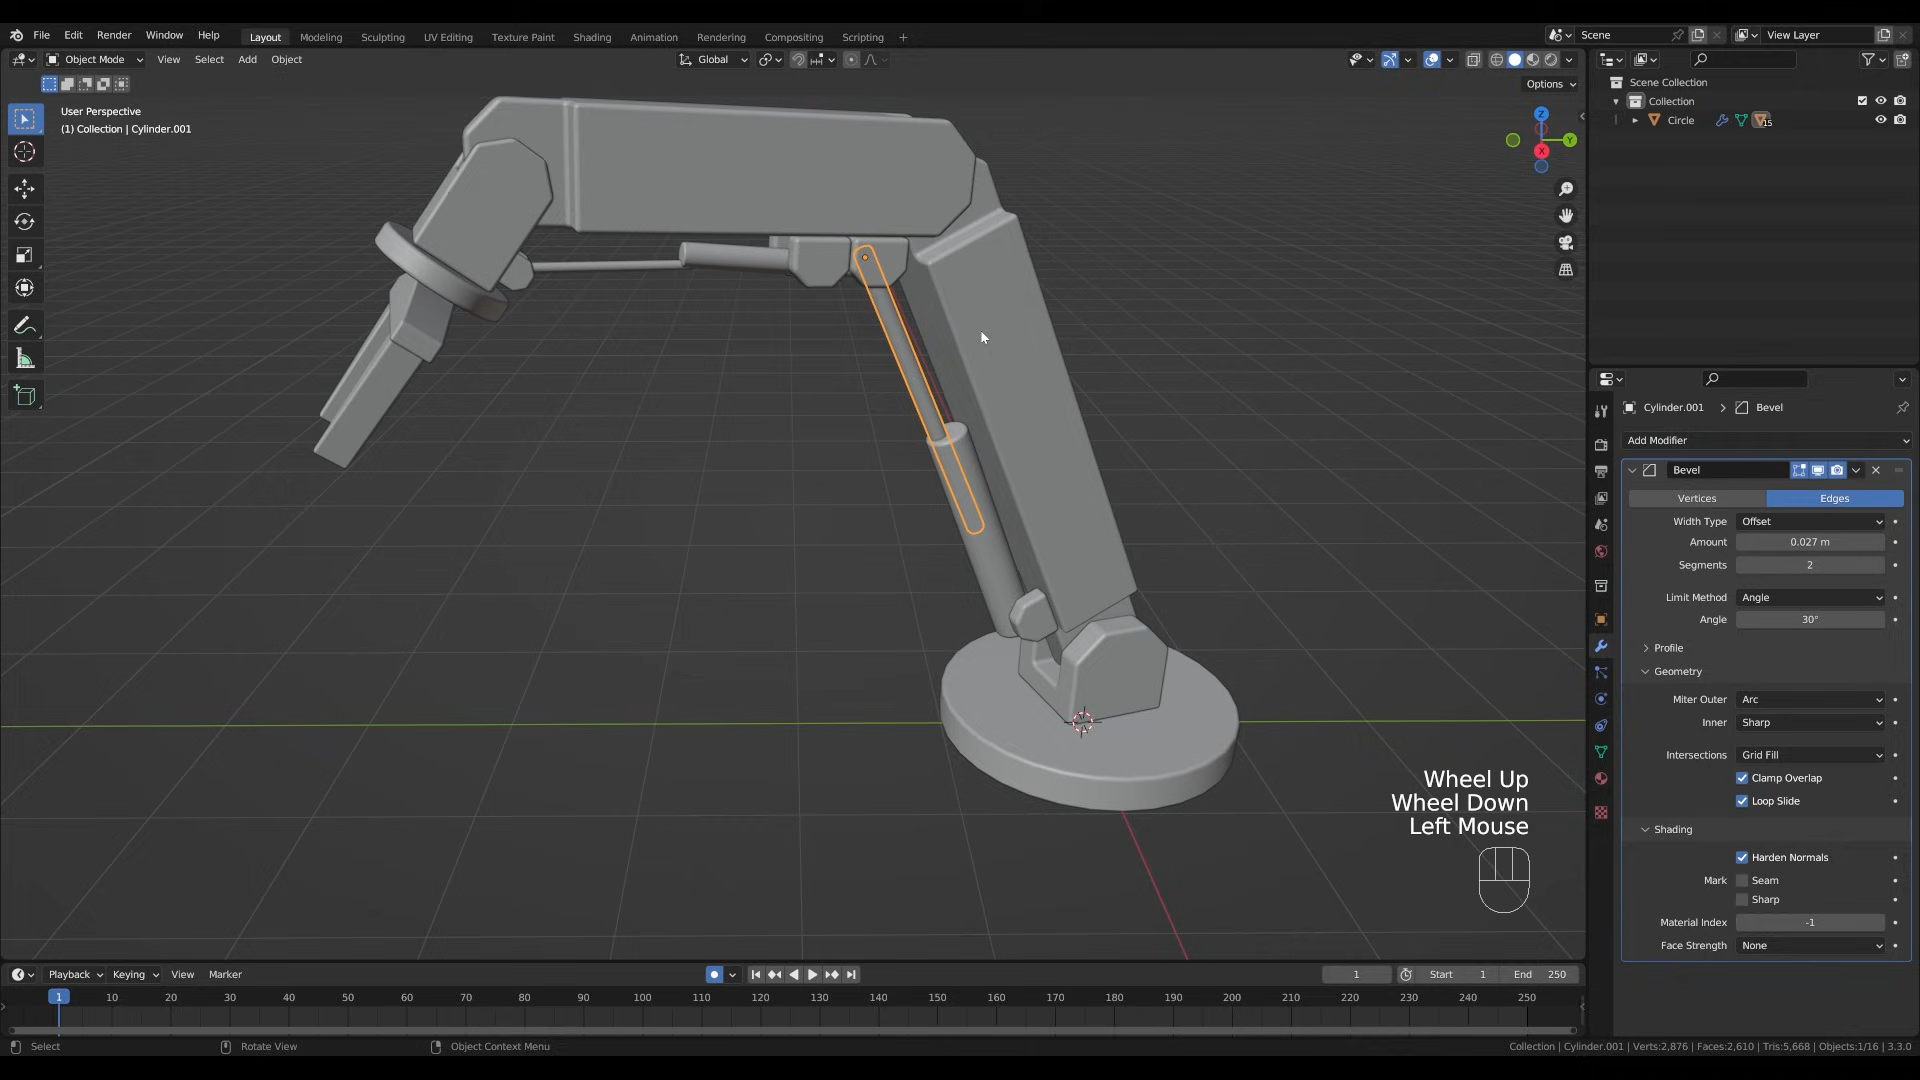 File Edit Render Window Help Layout Modeling Sculpting UV Editing Texture Paint Shading Animation Rendering Compositing Scripting + Scene View Layer
Object Mode View Select Add Object Global
Options
User Perspective
(1) Collection | Cylinder.001
Z
Y
X
Scene Collection
Collection
Circle 15
Cylinder.001 Bevel
Add Modifier
Bevel
Vertices Edges
Width Type Offset
Amount 0.027 m
Segments 2
Limit Method Angle
Angle 30°
Profile
Geometry
Miter Outer Arc
Inner Sharp
Intersections Grid Fill
Clamp Overlap
Loop Slide
Shading
Harden Normals
Mark Seam
Sharp
Material Index -1
Face Strength None
Wheel Up
Wheel Down
Left Mouse
Playback Keying View Marker 1 Start 1 End 250
1 10 20 30 40 50 60 70 80 90 100 110 120 130 140 150 160 170 180 190 200 210 220 230 240 250
Select Rotate View Object Context Menu Collection | Cylinder.001 | Verts:2,876 | Faces:2,610 | Tris:5,668 | Objects:1/16 | 3.3.0